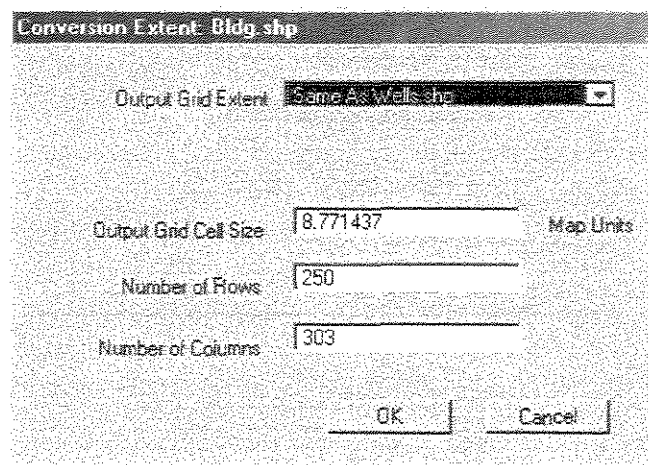 Conversion Extent: Bldg.shp
Output Grid Extent Same As Wells.shp
Output Grid Cell Size 8.771437 Map Units
Number of Rows 250
Number of Columns 303
OK Cancel